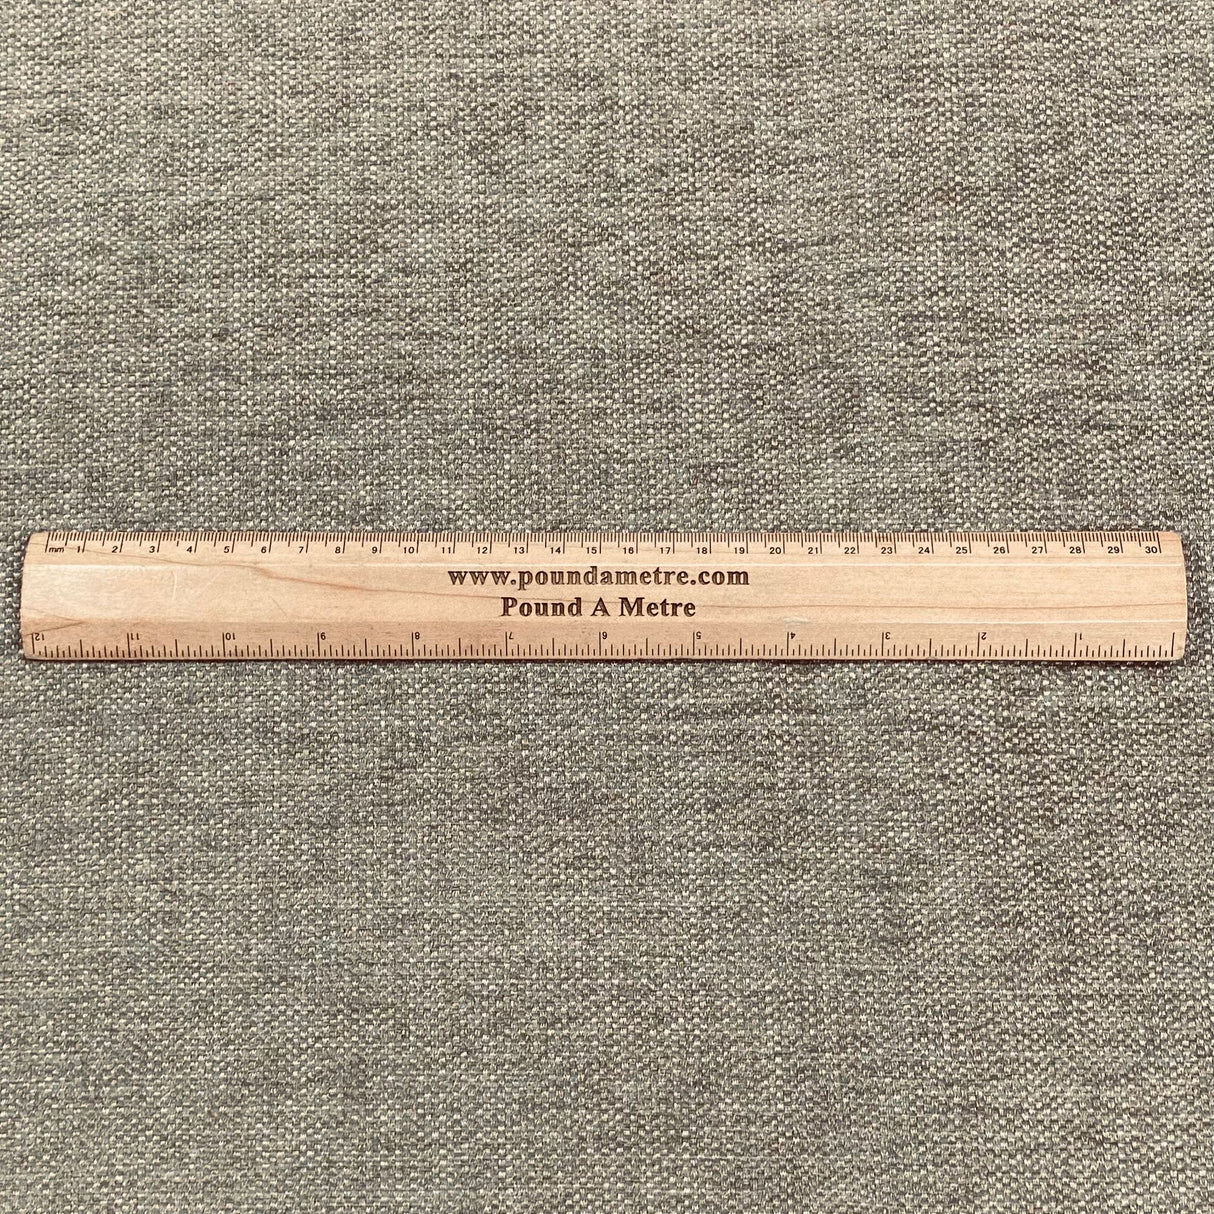 mm 1 2 3 4 5 6 7 8 9 10 11 12 13 14 15 16 17 18 19 20 21 22 23 24 25 26 27 28 29 30
www.poundametre.com
Pound A Metre
12 11 10 9 8 7 6 5 4 3 2 1